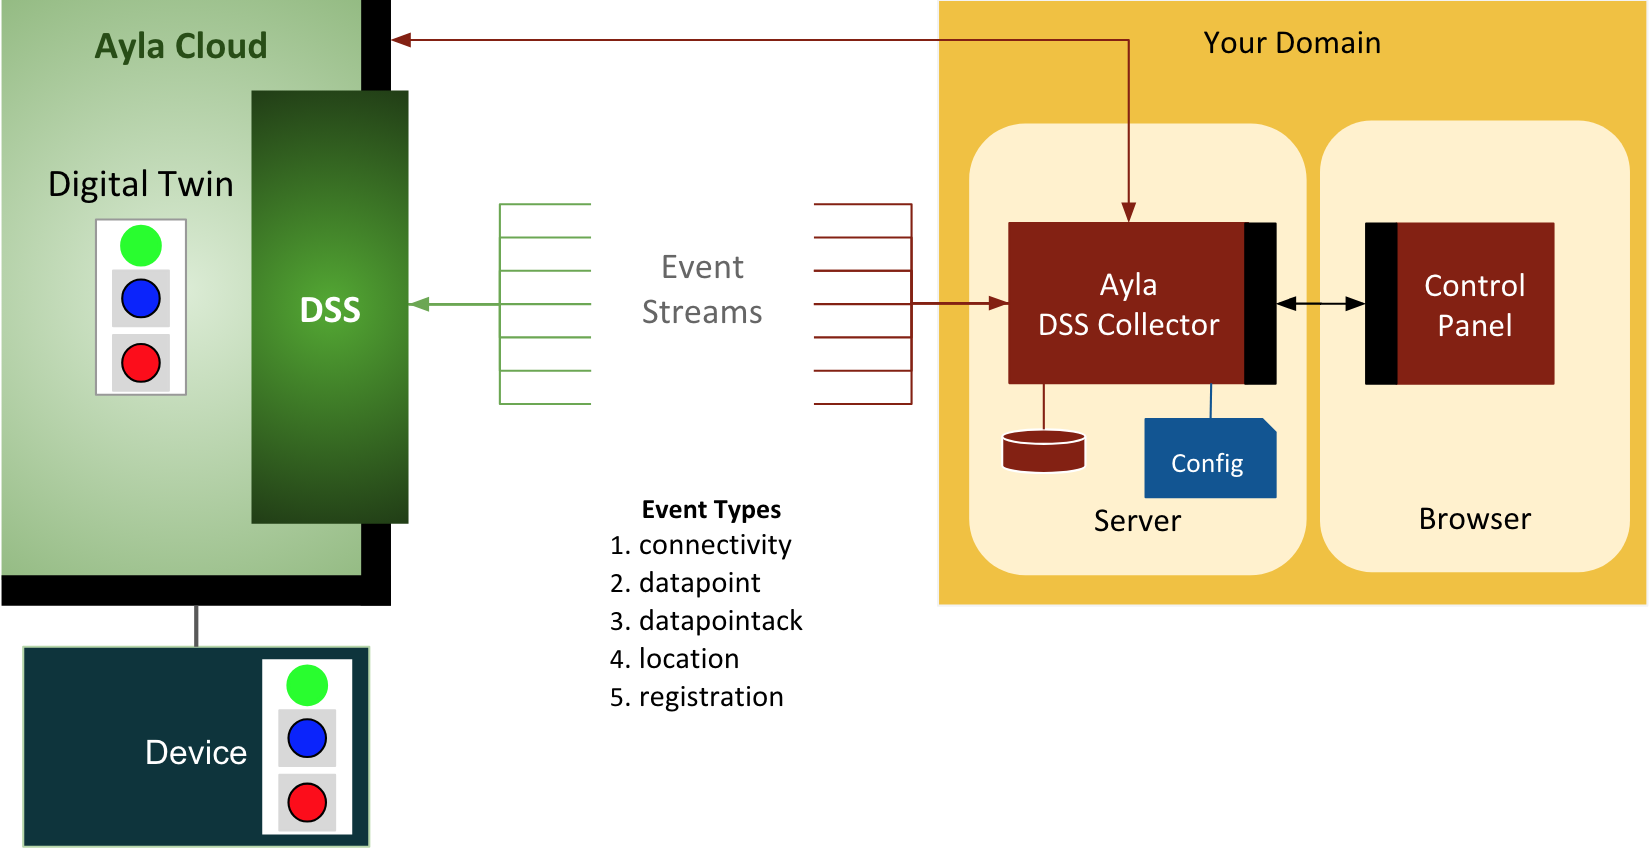 Ayla Cloud
Digital Twin
DSS
Event
Streams
Your Domain
Ayla
DSS Collector
Control
Panel
Config
Server
Browser
Event Types
1. connectivity
2. datapoint
3. datapointack
4. location
5. registration
Device